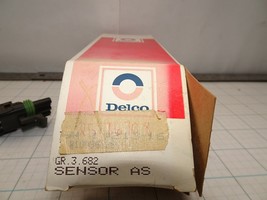 Delco
GR.3.682
SENSOR AS